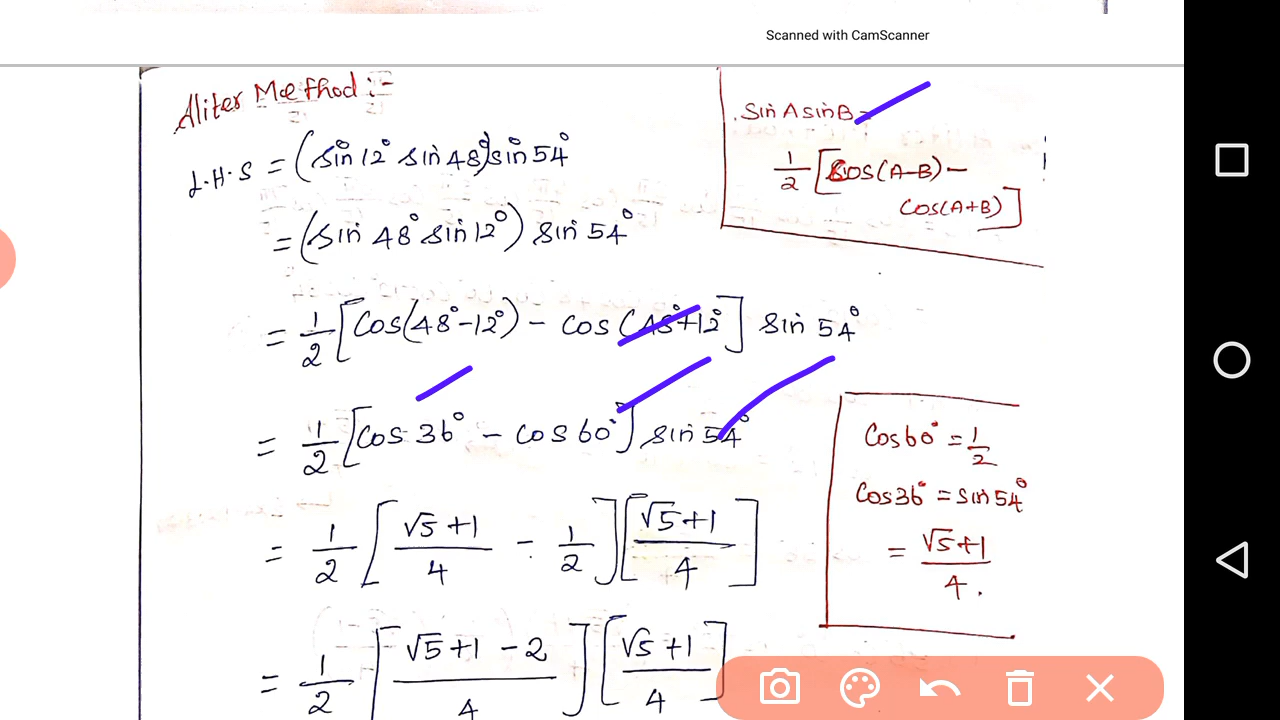 Scanned with CamScanner
Aliter Method :-
L.H.S = (sin 12° sin 48°) sin 54°
= (sin 48° sin 12°) sin 54°
= 1/2 [cos(48°-12°) - cos(48°+12°] sin 54°
= 1/2 [cos 36° - cos 60°] sin 54°
= 1/2 [√5+1/4 - 1/2] [√5+1/4]
= 1/2 [√5+1-2/4] [√5+1/4]
sin A sin B =
1/2 [cos(A-B) -
cos(A+B)]
cos 60° = 1/2
cos 36° = sin 54°
= √5+1/4.